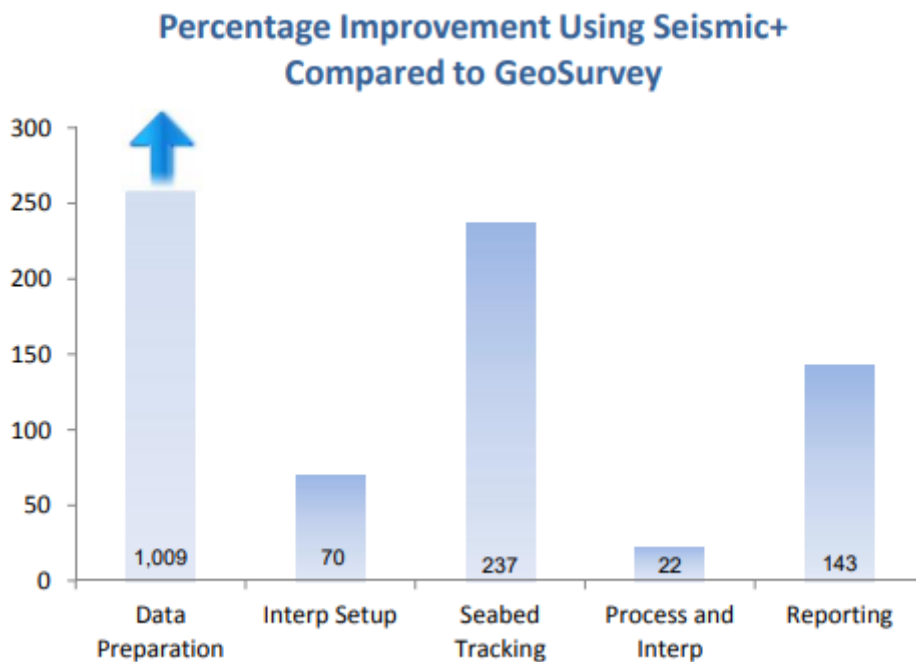 Percentage Improvement Using Seismic+
Compared to GeoSurvey
300
250
200
150
100
50
0
1,009
70
237
22
143
Data
Preparation
Interp Setup
Seabed
Tracking
Process and
Interp
Reporting